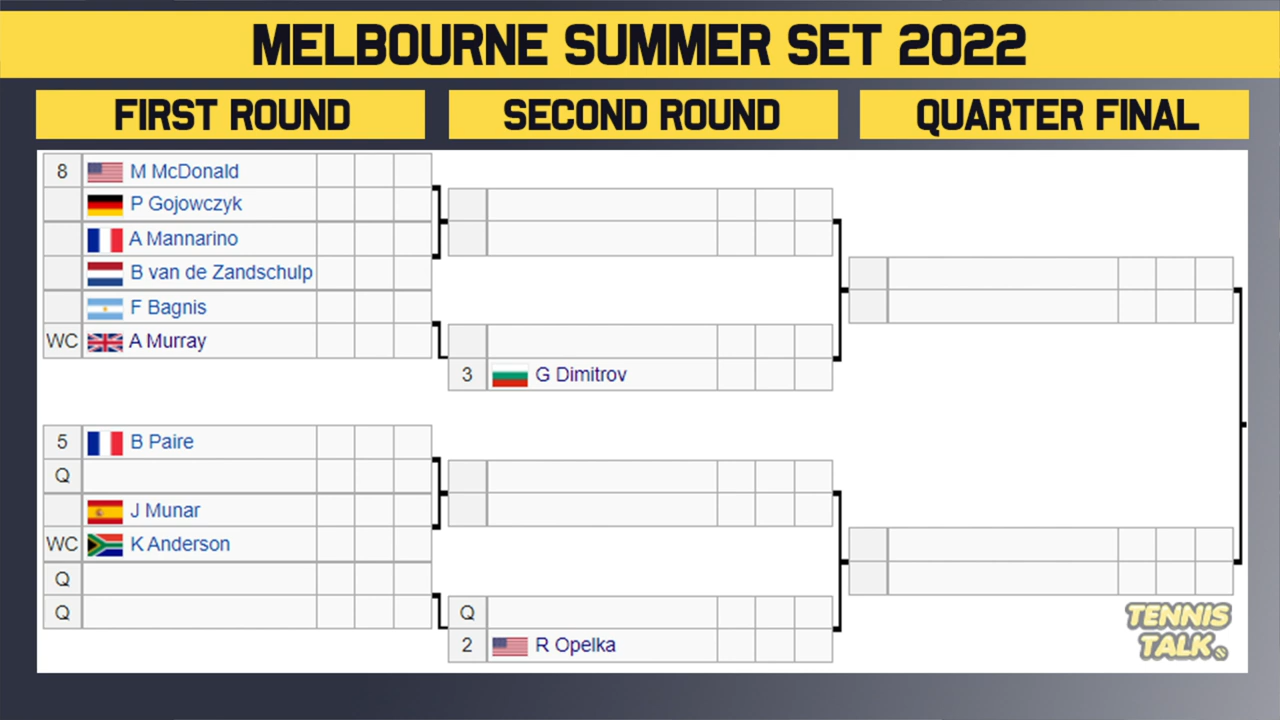 MELBOURNE SUMMER SET 2022
FIRST ROUND
SECOND ROUND
QUARTER FINAL
8 M McDonald
P Gojowczyk
A Mannarino
B van de Zandschulp
F Bagnis
WC A Murray
3 G Dimitrov
5 B Paire
Q
J Munar
WC K Anderson
Q
Q
Q
2 R Opelka
TENNIS
TALK